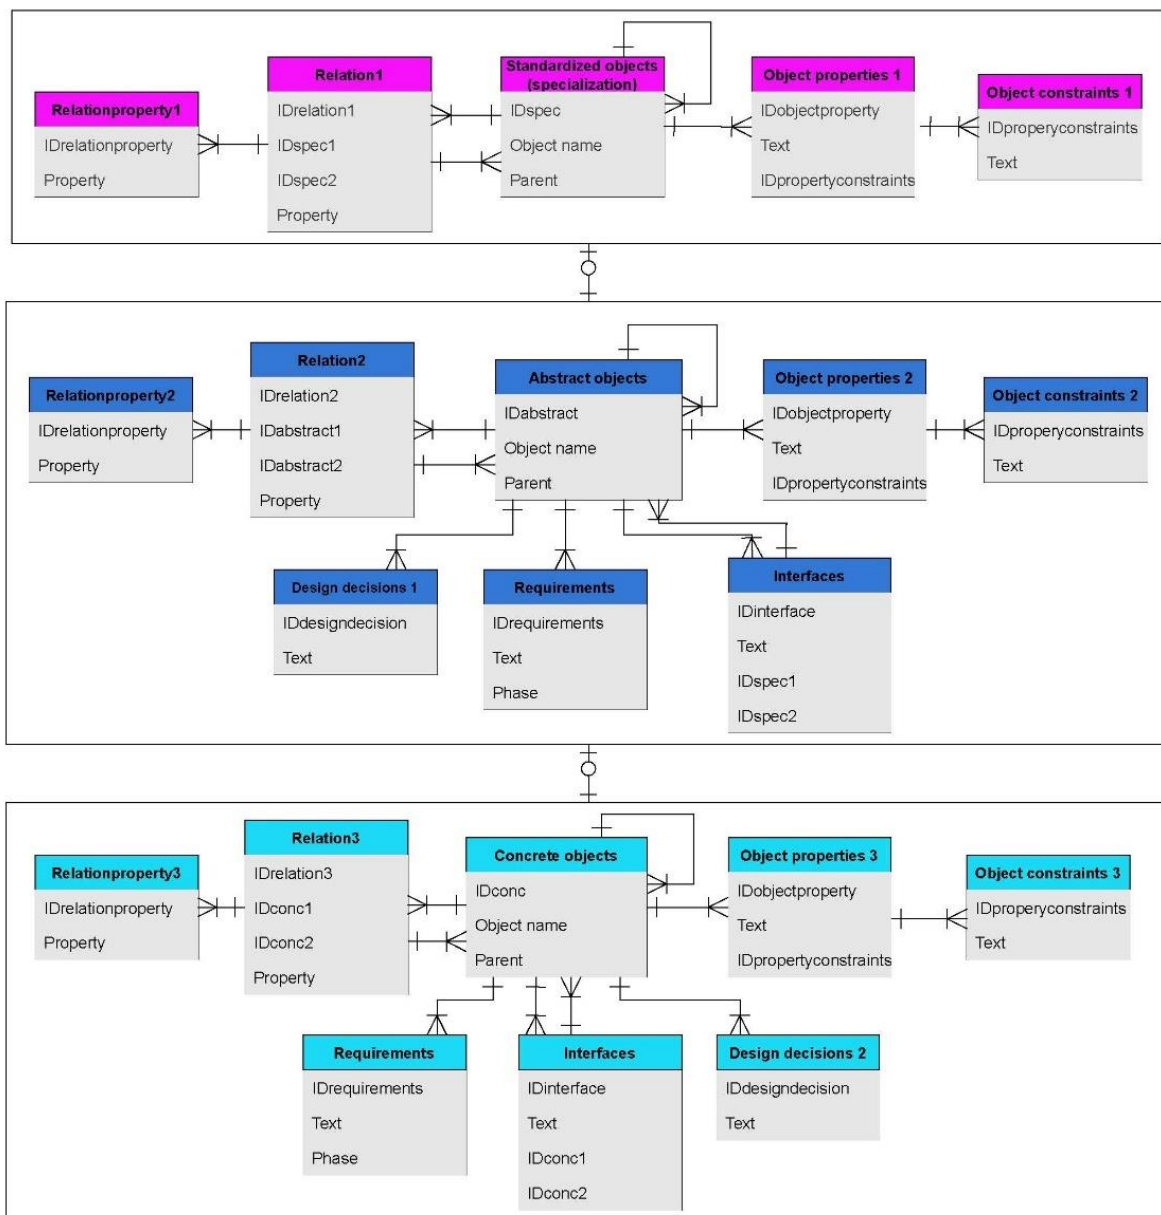 Relationproperty1
IDrelationproperty
Property
Relation1
IDrelation1
IDspec1
IDspec2
Property
Standardized objects
(specialization)
IDspec
Object name
Parent
Object properties 1
IDobjectproperty
Text
IDpropertyconstraints
Object constraints 1
IDproperyconstraints
Text
Relationproperty2
IDrelationproperty
Property
Relation2
IDrelation2
IDabstract1
IDabstract2
Property
Abstract objects
IDabstract
Object name
Parent
Object properties 2
IDobjectproperty
Text
IDpropertyconstraints
Object constraints 2
IDproperyconstraints
Text
Design decisions 1
IDdesigndecision
Text
Requirements
IDrequirements
Text
Phase
Interfaces
IDinterface
Text
IDspec1
IDspec2
Relationproperty3
IDrelationproperty
Property
Relation3
IDrelation3
IDconc1
IDconc2
Property
Concrete objects
IDconc
Object name
Parent
Object properties 3
IDobjectproperty
Text
IDpropertyconstraints
Object constraints 3
IDproperyconstraints
Text
Requirements
IDrequirements
Text
Phase
Interfaces
IDinterface
Text
IDconc1
IDconc2
Design decisions 2
IDdesigndecision
Text